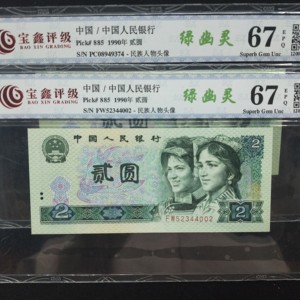 宝鑫评级
BAO XIN GRADING
中国 / 中国人民银行
Pick# 885 1990年 贰圆
S/N PC08949374 - 民族人物头像
绿幽灵
67
EPQ
Superb Gem Unc
宝鑫评级
BAO XIN GRADING
中国 / 中国人民银行
Pick# 885 1990年 贰圆
S/N FW52344002 - 民族人物头像
绿幽灵
67
EPQ
Superb Gem Unc
中国人民银行
贰圆
2
2
FW52344002